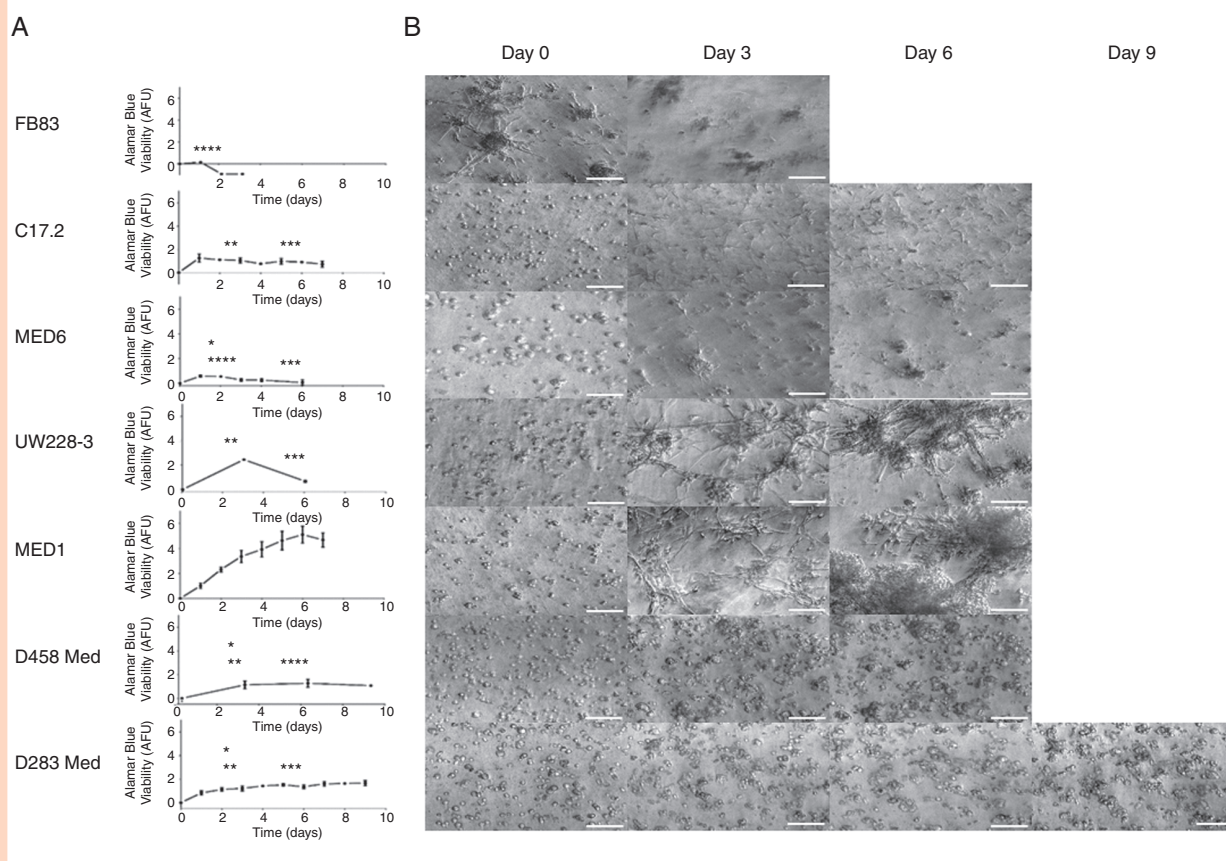 A
B
Day 0 Day 3 Day 6 Day 9
FB83
Alamar Blue
Viability (AFU)
6
4
2
0
****
2 4 6 8 10
Time (days)
C17.2
Alamar Blue
Viability (AFU)
6
4
2
0
** ***
2 4 6 8 10
Time (days)
MED6
Alamar Blue
Viability (AFU)
6
4
2
0
*
**** ***
0 2 4 6 8 10
Time (days)
UW228-3
Alamar Blue
Viability (AFU)
6
4
2
0
** ***
0 2 4 6 8 10
Time (days)
MED1
Alamar Blue
Viability (AFU)
6
4
2
0
0 2 4 6 8 10
Time (days)
D458 Med
Alamar Blue
Viability (AFU)
6
4
2
0
*
** ****
0 2 4 6 8 10
Time (days)
D283 Med
Alamar Blue
Viability (AFU)
6
4
2
0
*
** ***
0 2 4 6 8 10
Time (days)